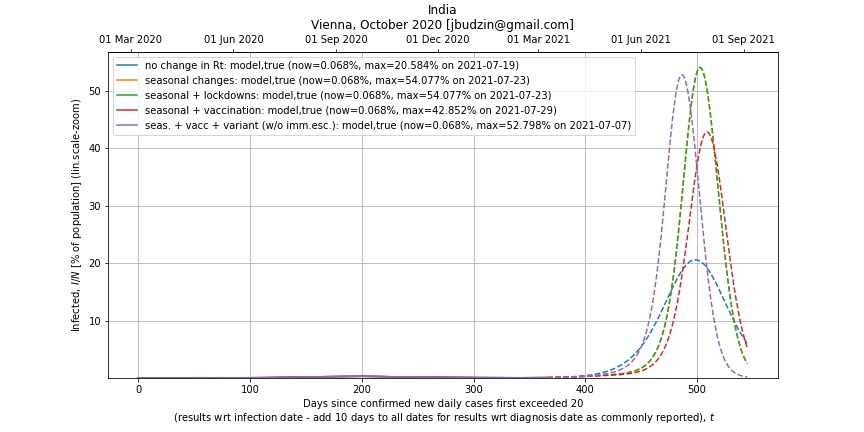 India
Vienna, October 2020 [jbudzin@gmail.com]
01 Mar 2020 01 Jun 2020 01 Sep 2020 01 Dec 2020 01 Mar 2021 01 Jun 2021 01 Sep 2021
no change in Rt: model,true (now=0.068%, max=20.584% on 2021-07-19)
seasonal changes: model,true (now=0.068%, max=54.077% on 2021-07-23)
seasonal + lockdowns: model,true (now=0.068%, max=54.077% on 2021-07-23)
seasonal + vaccination: model,true (now=0.068%, max=42.852% on 2021-07-29)
seas. + vacc + variant (w/o imm.esc.): model,true (now=0.068%, max=52.798% on 2021-07-07)
Infected, I/N [% of population] (lin.scale-zoom)
50
40
30
20
10
0 100 200 300 400 500
Days since confirmed new daily cases first exceeded 20
(results wrt infection date - add 10 days to all dates for results wrt diagnosis date as commonly reported), t